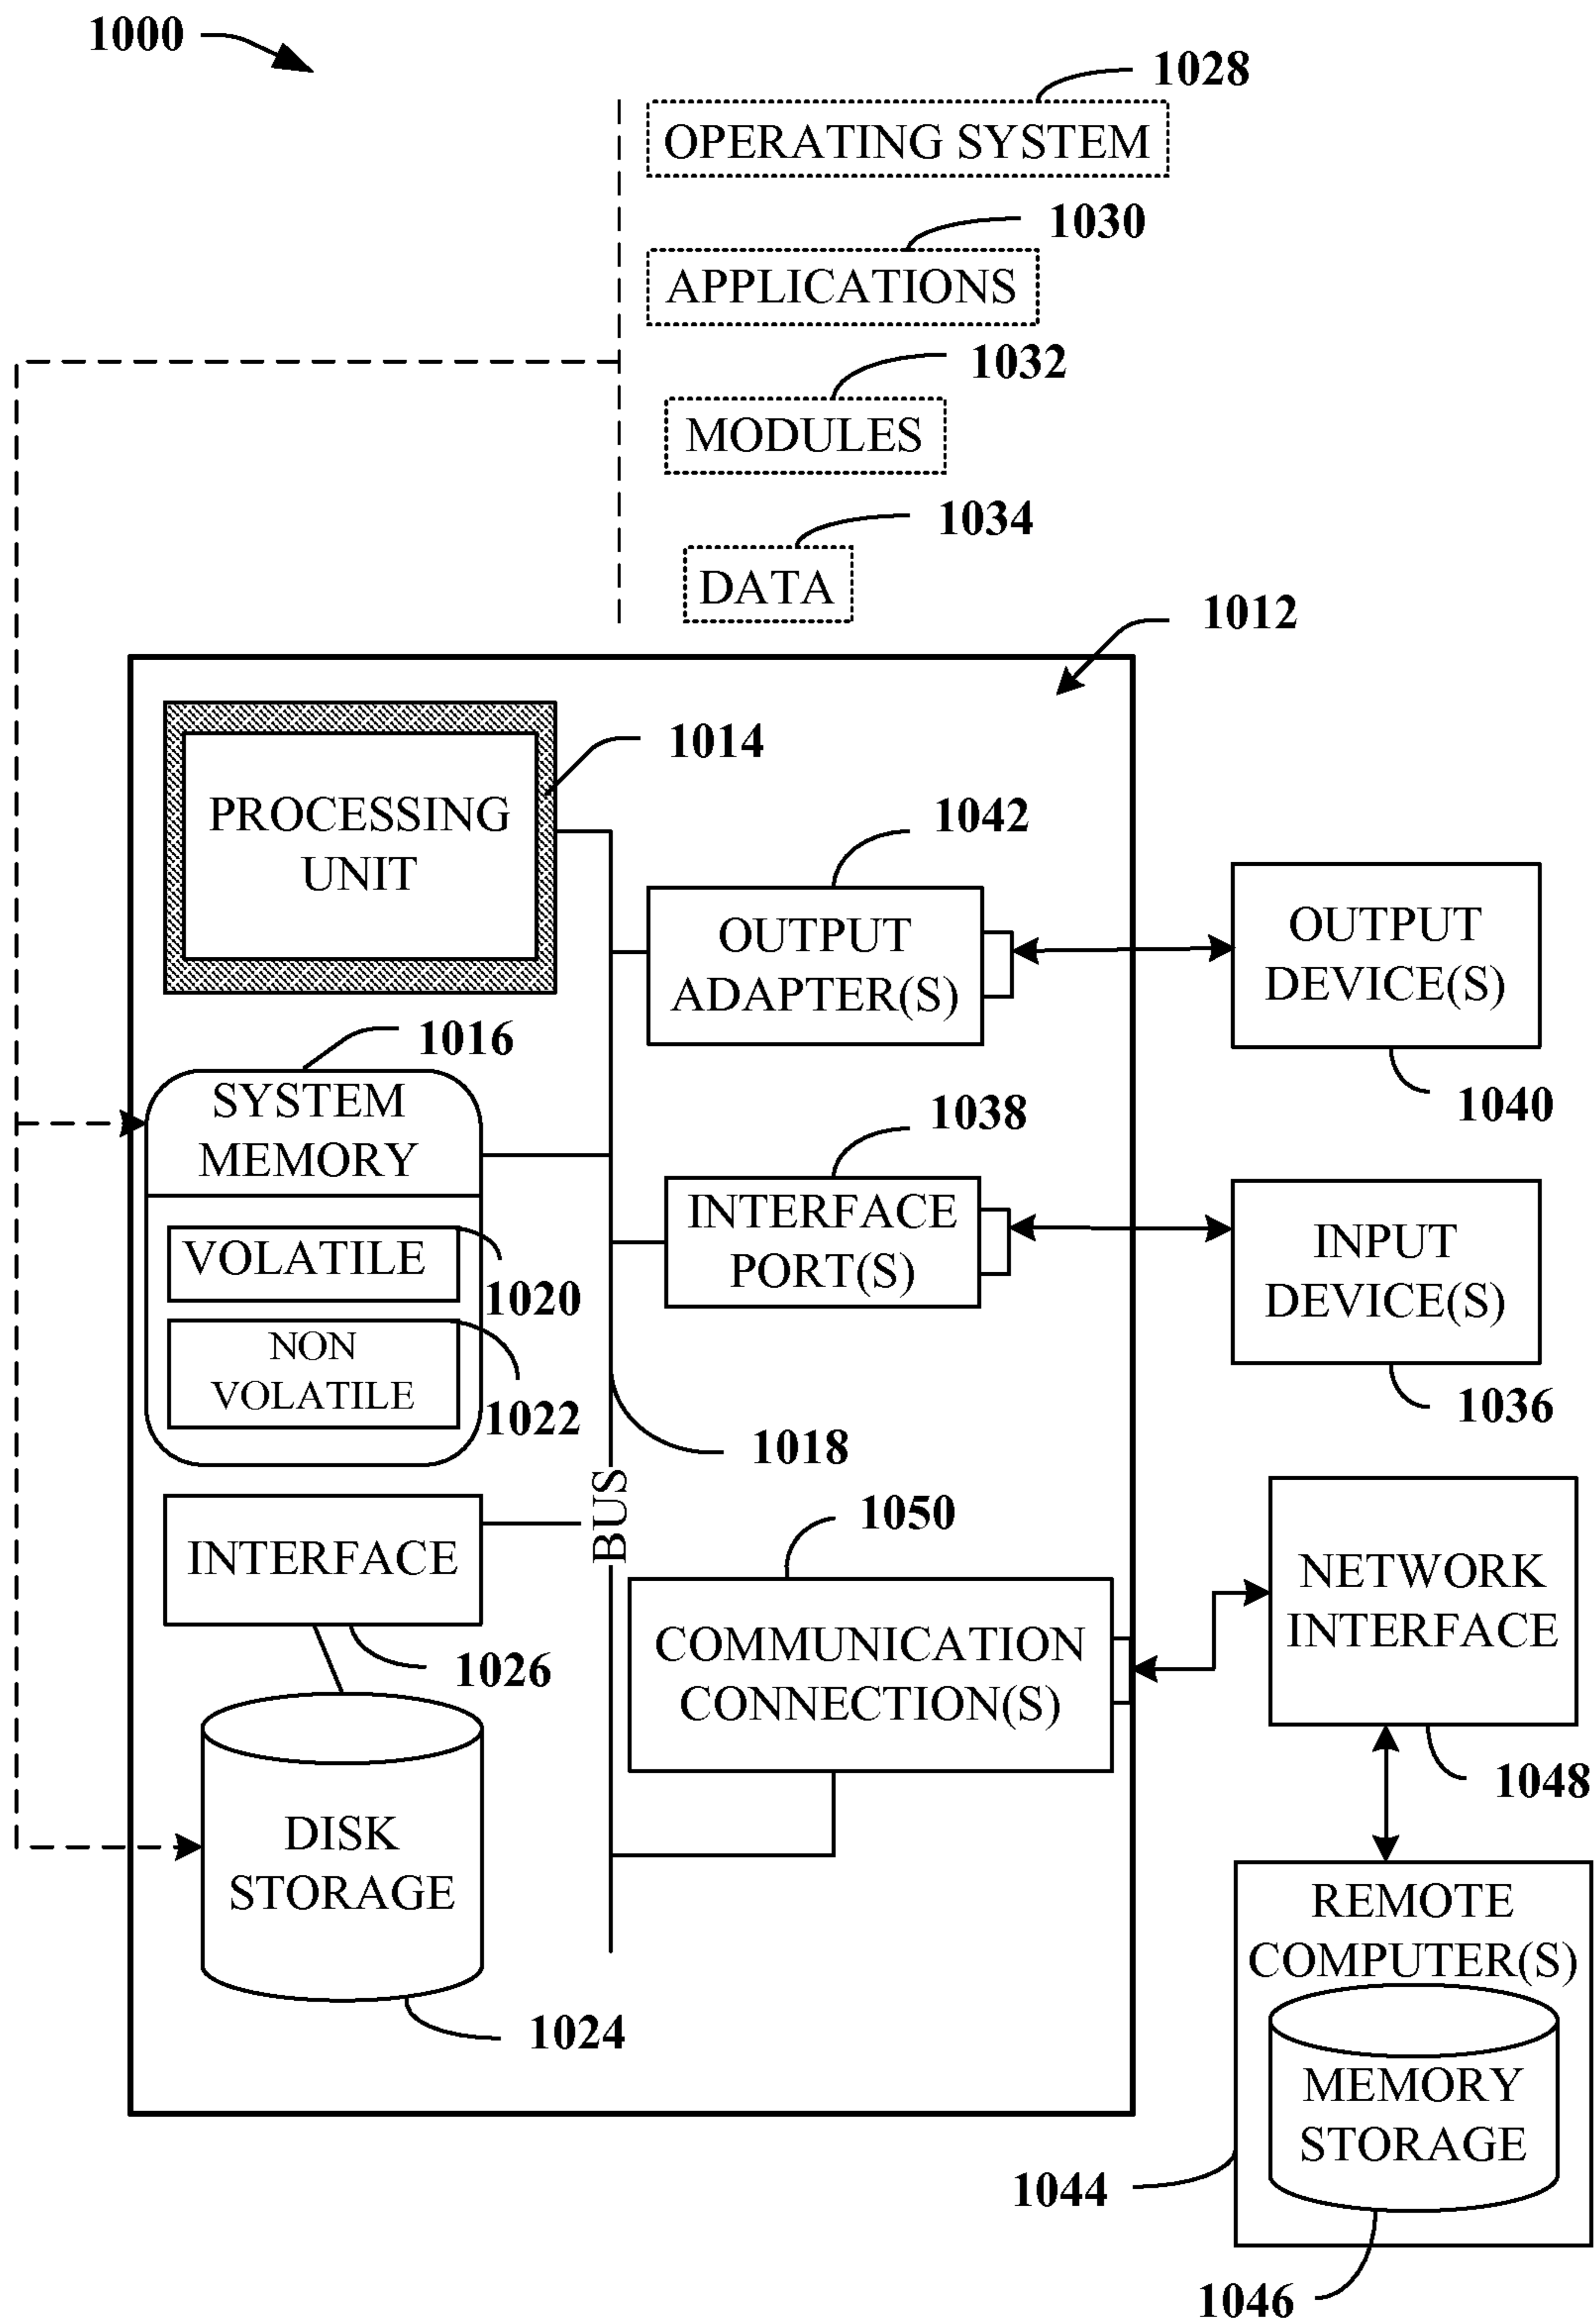 1000
1028
OPERATING SYSTEM
1030
APPLICATIONS
1032
MODULES
1034
DATA
1012
1014
PROCESSING
UNIT
1042
OUTPUT
ADAPTER(S)
OUTPUT
DEVICE(S)
1040
1016
SYSTEM
MEMORY
1038
INTERFACE
PORT(S)
INPUT
DEVICE(S)
1036
VOLATILE
1020
NON
VOLATILE
1022
1018
BUS
INTERFACE
1026
1050
COMMUNICATION
CONNECTION(S)
NETWORK
INTERFACE
1048
DISK
STORAGE
1024
REMOTE
COMPUTER(S)
MEMORY
STORAGE
1044
1046